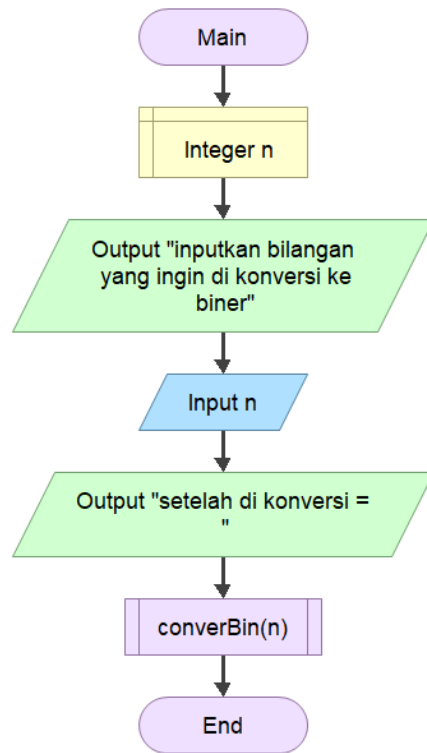 Main
Integer n
Output "inputkan bilangan
yang ingin di konversi ke
biner"
Input n
Output "setelah di konversi =
"
converBin(n)
End